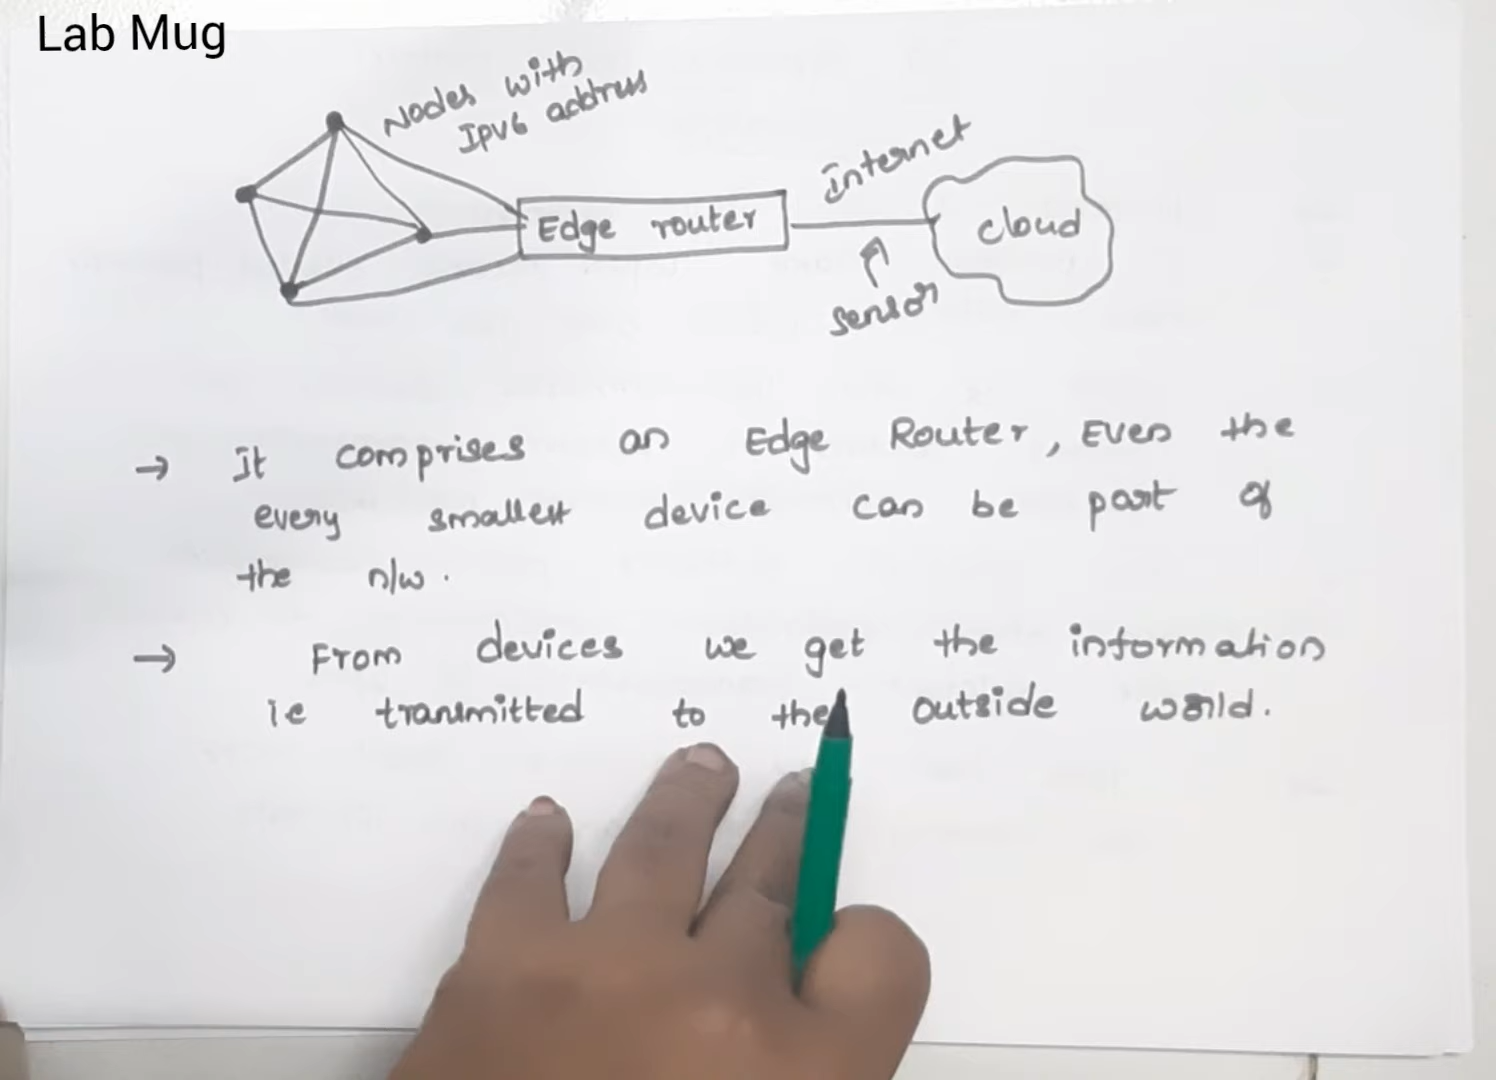 Lab Mug
Nodes with
IPv6 address
internet
Edge router
cloud
sensor
→ It comprises an Edge Router, Even the
every smallest device can be part of
the n/w.
→ From devices we get the information
ie transmitted to the outside world.